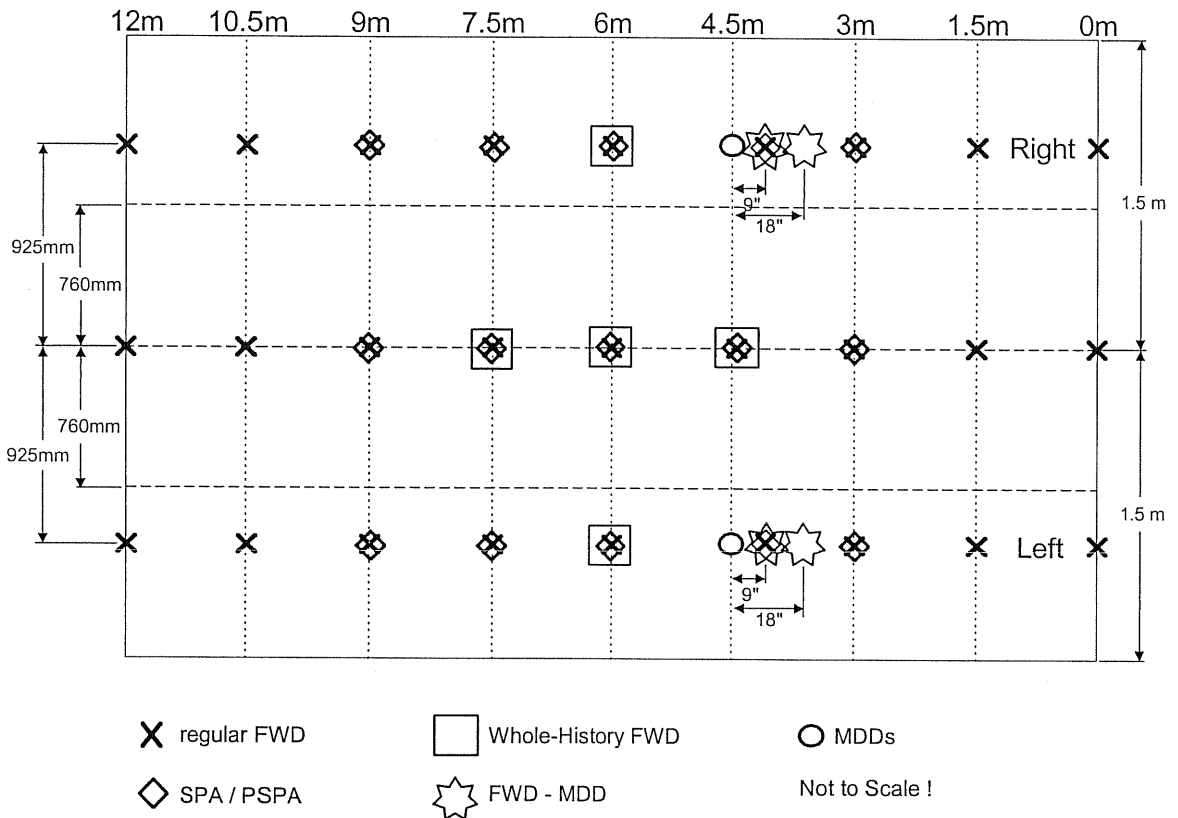 12m 10.5m 9m 7.5m 6m 4.5m 3m 1.5m 0m
Right
9"
18"
1.5 m
925mm
760mm
760mm
925mm
1.5 m
Left
9"
18"
regular FWD Whole-History FWD MDDs
SPA / PSPA FWD - MDD Not to Scale !